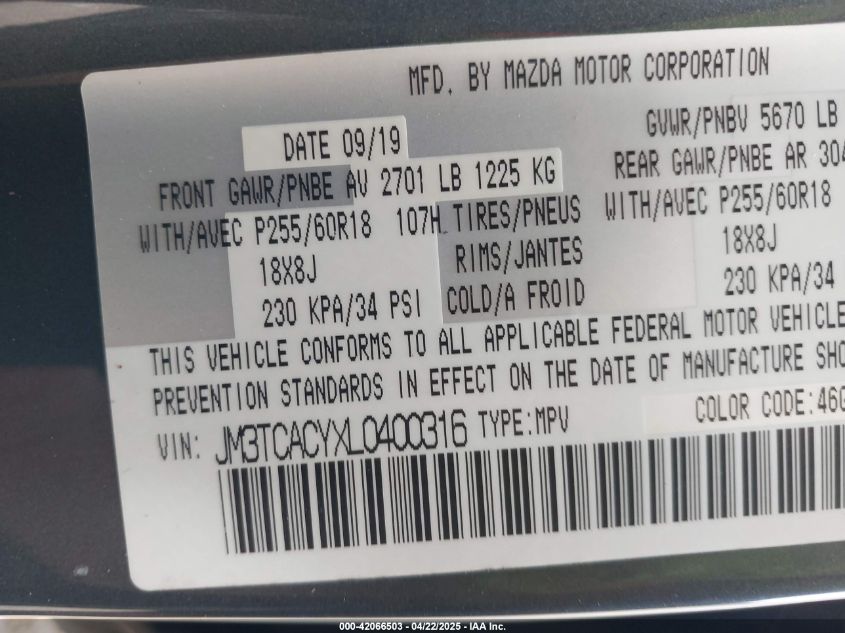 MFD. BY MAZDA MOTOR CORPORATION
DATE 09/19 GVWR/PNBV 5670 LB
FRONT GAWR/PNBE AV 2701 LB 1225 KG REAR GAWR/PNBE AR 304
WITH/AVEC P255/60R18 107H TIRES/PNEUS WITH/AVEC P255/60R18
18X8J RIMS/JANTES 18X8J
230 KPA/34 PSI COLD/A FROID 230 KPA/34
THIS VEHICLE CONFORMS TO ALL APPLICABLE FEDERAL MOTOR VEHICLE
PREVENTION STANDARDS IN EFFECT ON THE DATE OF MANUFACTURE SHO
COLOR CODE:46
VIN: JM3TCACYXL0400316 TYPE:MPV
000-42066503 - 04/22/2025 - IAA Inc.